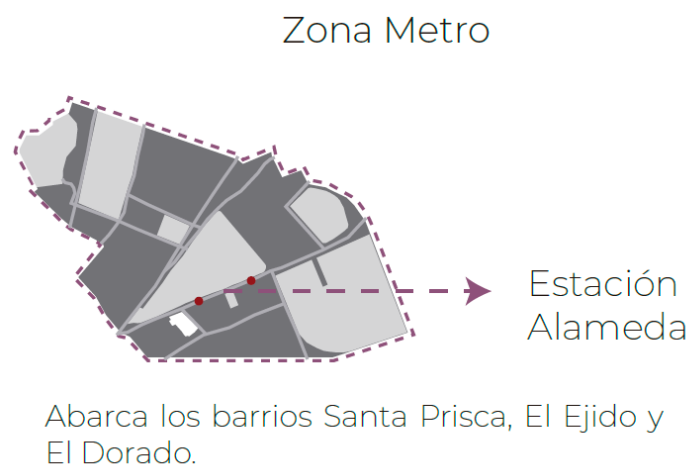 Zona Metro
Estación
Alameda
Abarca los barrios Santa Prisca, El Ejido y
El Dorado.